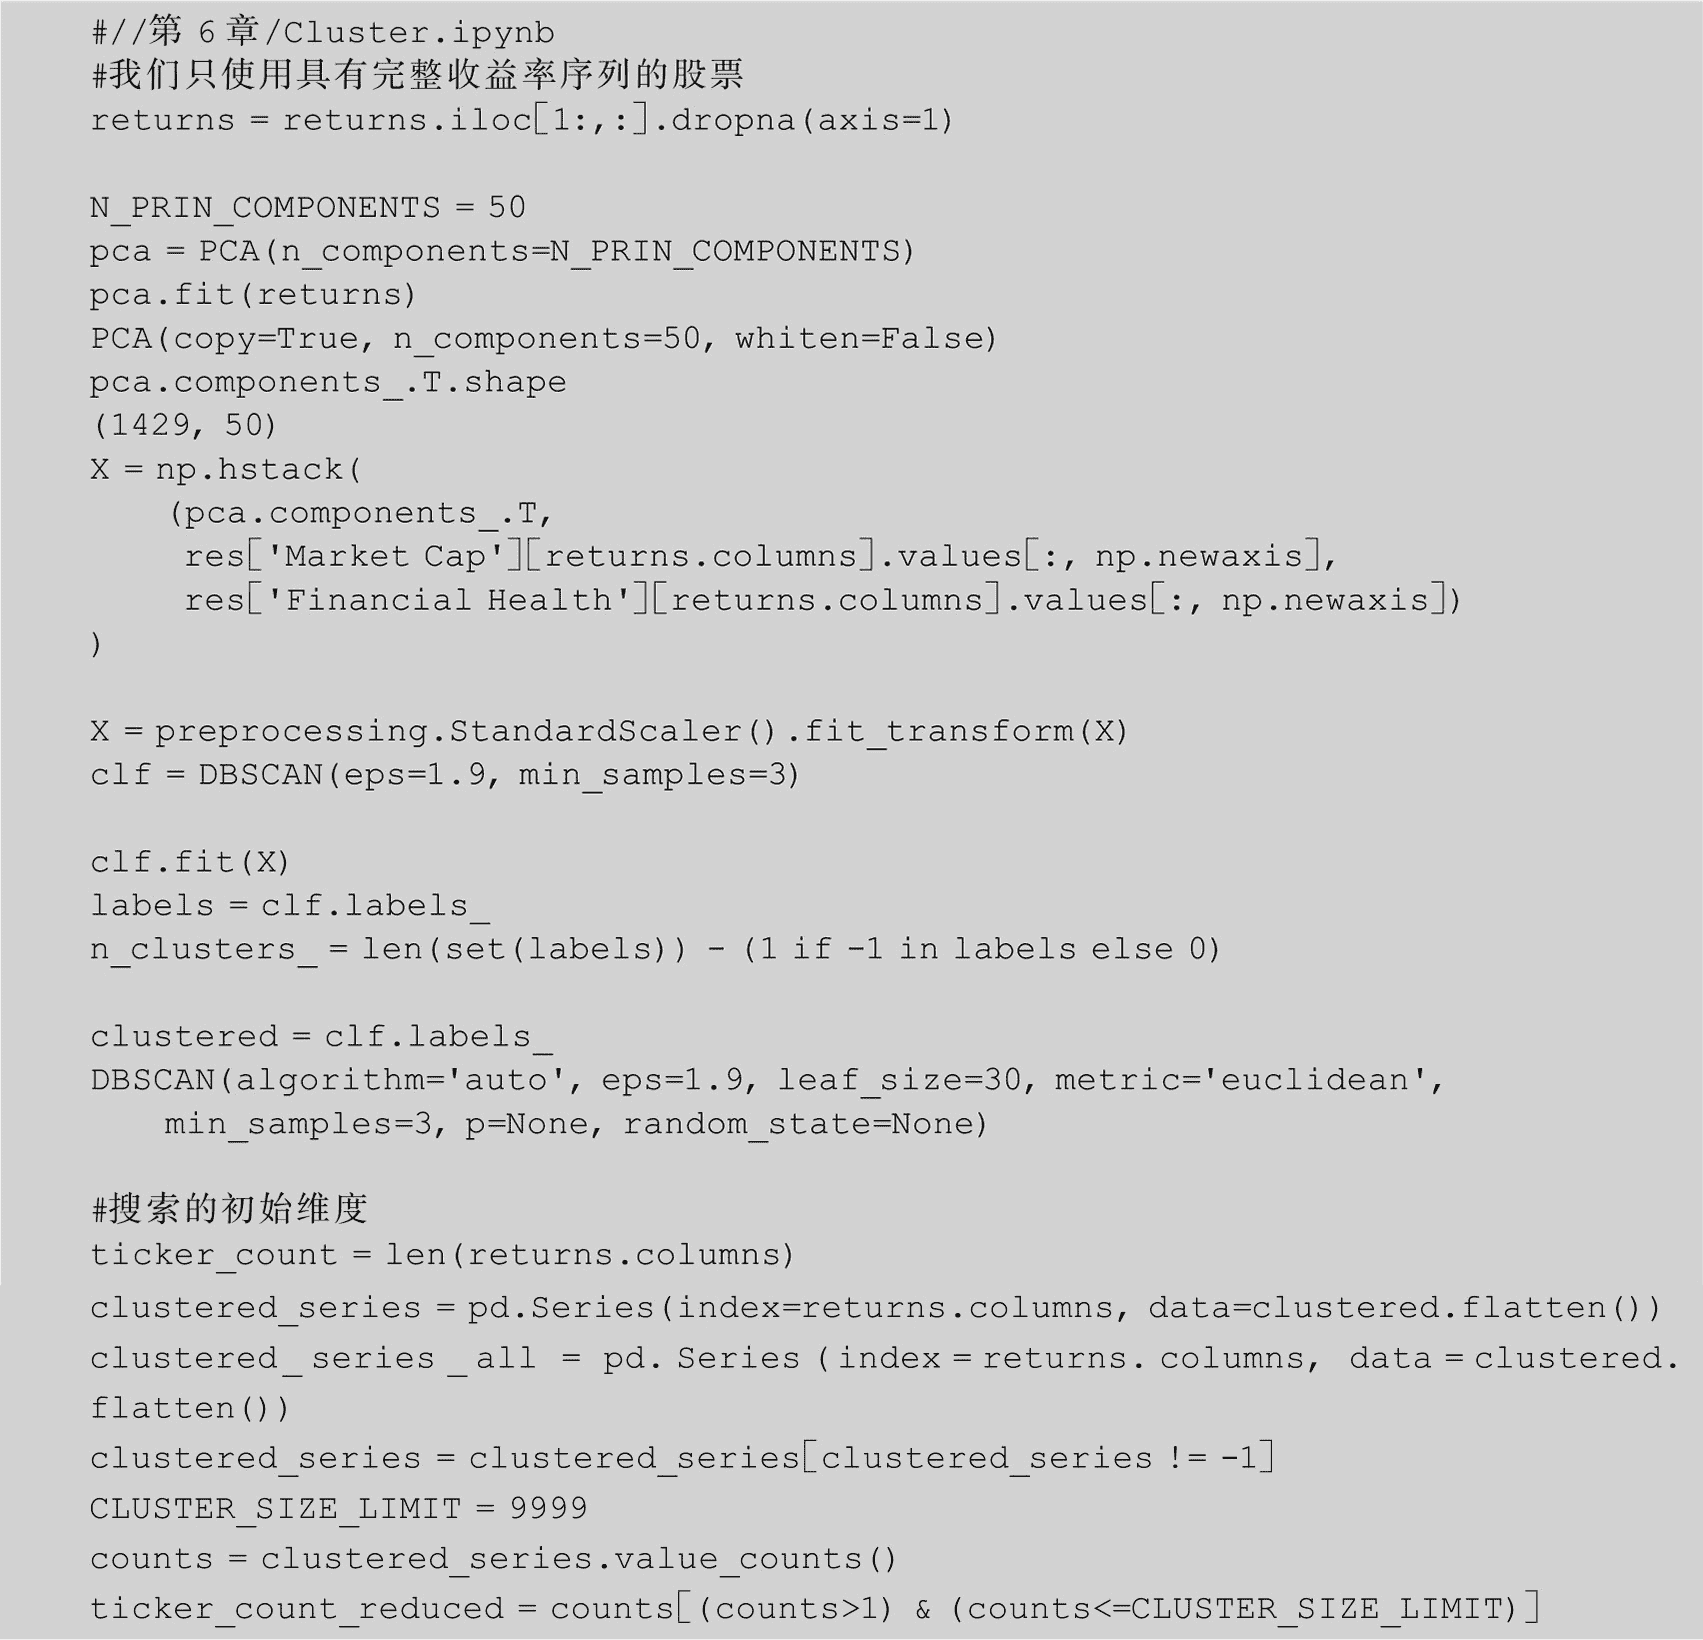 #//第 6 章/Cluster.ipynb
#我们只使用具有完整收益率序列的股票
returns = returns.iloc[1:,:].dropna(axis=1)
N_PRIN_COMPONENTS = 50
pca = PCA(n_components=N_PRIN_COMPONENTS)
pca.fit(returns)
PCA(copy=True, n_components=50, whiten=False)
pca.components_.T.shape
(1429, 50)
X = np.hstack(
    (pca.components_.T,
     res['Market Cap'][returns.columns].values[:, np.newaxis],
     res['Financial Health'][returns.columns].values[:, np.newaxis])
)
X = preprocessing.StandardScaler().fit_transform(X)
clf = DBSCAN(eps=1.9, min_samples=3)
clf.fit(X)
labels = clf.labels_
n_clusters_ = len(set(labels)) - (1 if -1 in labels else 0)
clustered = clf.labels_
DBSCAN(algorithm='auto', eps=1.9, leaf_size=30, metric='euclidean',
    min_samples=3, p=None, random_state=None)
#搜索的初始维度
ticker_count = len(returns.columns)
clustered_series = pd.Series(index=returns.columns, data=clustered.flatten())
clustered_series_all = pd.Series(index=returns.columns, data=clustered.
flatten())
clustered_series = clustered_series[clustered_series != -1]
CLUSTER_SIZE_LIMIT = 9999
counts = clustered_series.value_counts()
ticker_count_reduced = counts[(counts>1) & (counts<=CLUSTER_SIZE_LIMIT)]